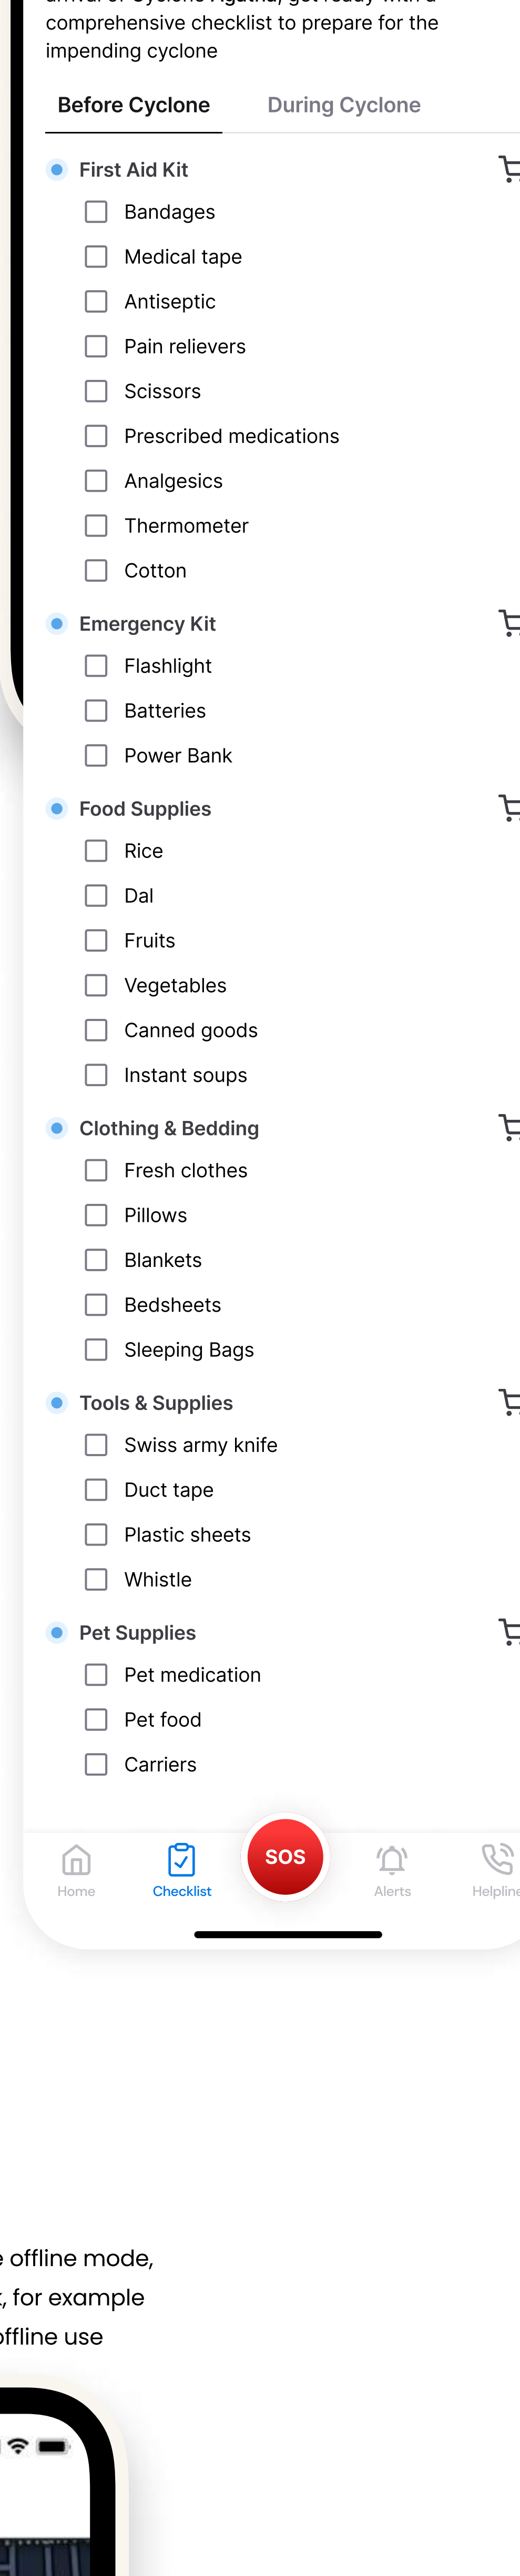 comprehensive checklist to prepare for the
impending cyclone
Before Cyclone During Cyclone
First Aid Kit
Bandages
Medical tape
Antiseptic
Pain relievers
Scissors
Prescribed medications
Analgesics
Thermometer
Cotton
Emergency Kit
Flashlight
Batteries
Power Bank
Food Supplies
Rice
Dal
Fruits
Vegetables
Canned goods
Instant soups
Clothing & Bedding
Fresh clothes
Pillows
Blankets
Bedsheets
Sleeping Bags
Tools & Supplies
Swiss army knife
Duct tape
Plastic sheets
Whistle
Pet Supplies
Pet medication
Pet food
Carriers
SOS
Home Checklist Alerts Helpline
offline mode,
for example
offline use